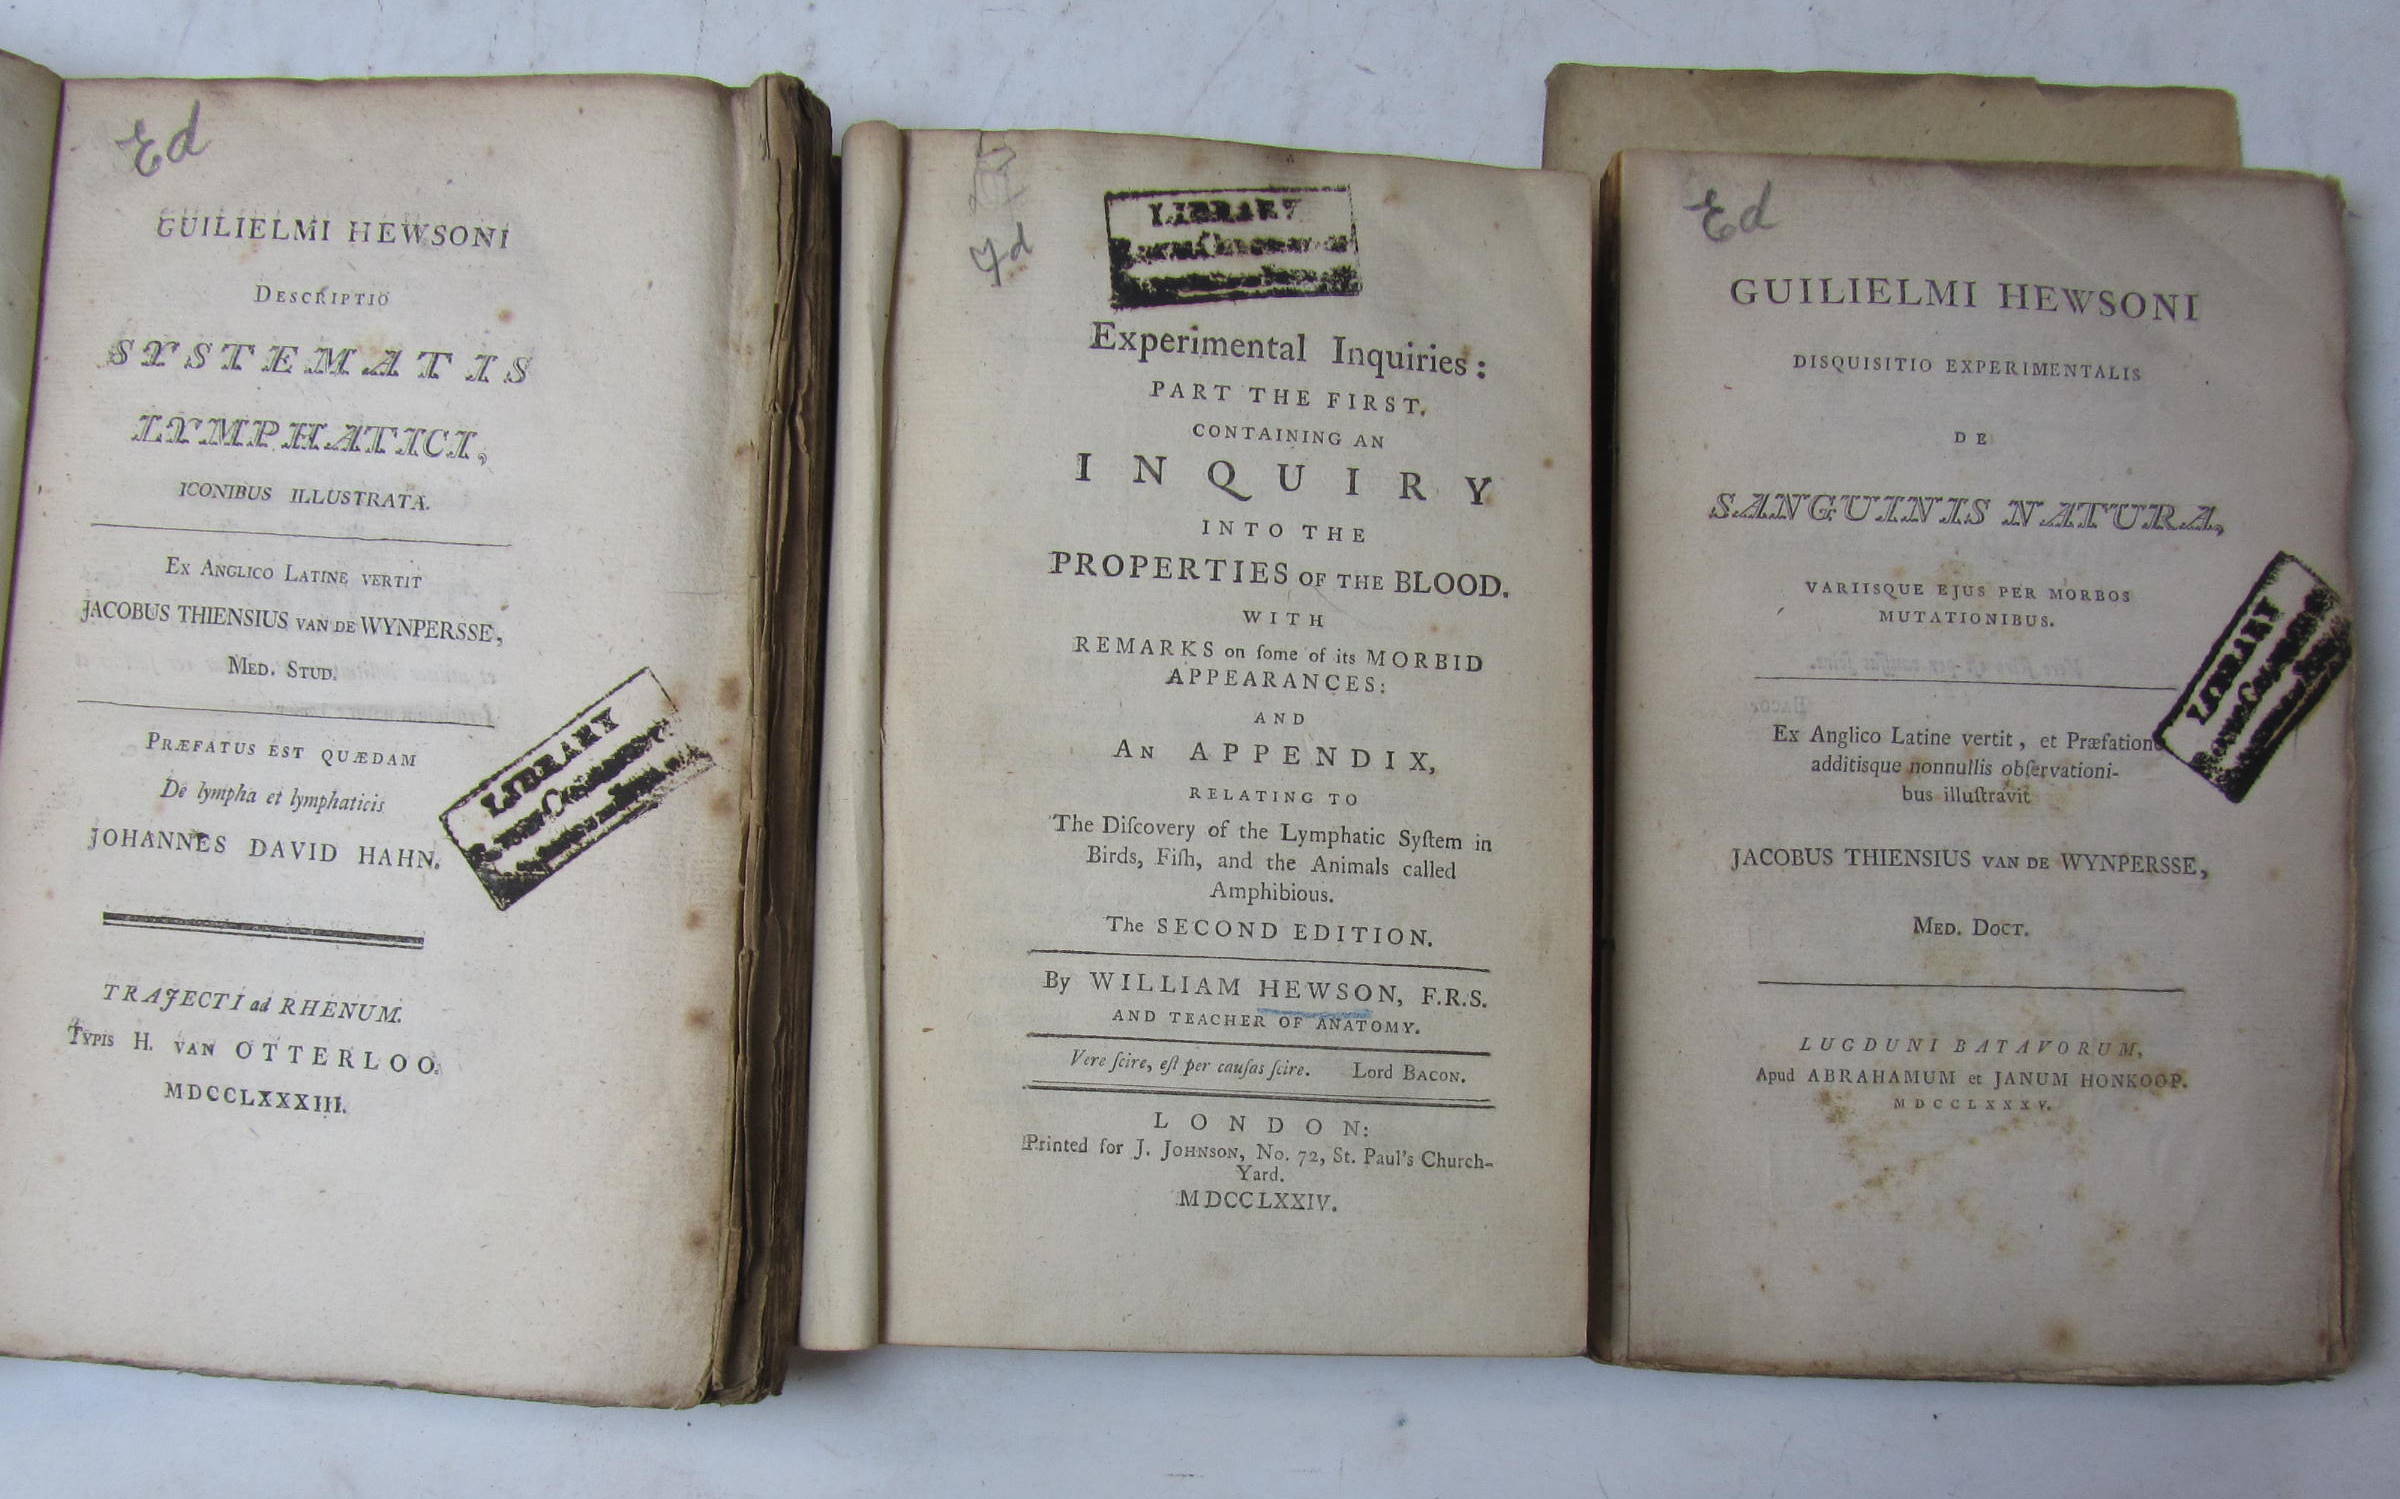 Ed
GUILIELMI HEWSONI
DESCRIPTIO
SYSTEMATIS
LYMPHATICI,
ICONIBUS ILLUSTRATA.
EX ANGLICO LATINE VERTIT
JACOBUS THIENSIUS VAN DE WYNPERSSE,
MED. STUD.
PRÆFATUS EST QUÆDAM
De lympha et lymphaticis
JOHANNES DAVID HAHN.
LIBRARY
TRAJECTI ad RHENUM.
TYPIS H. VAN OTTERLOO.
MDCCLXXXIII.
LIBRARY
7d
Experimental Inquiries:
PART THE FIRST.
CONTAINING AN
INQUIRY
INTO THE
PROPERTIES OF THE BLOOD.
WITH
REMARKS on ſome of its MORBID
APPEARANCES:
AND
AN APPENDIX,
RELATING TO
The Diſcovery of the Lymphatic Syſtem in
Birds, Fiſh, and the Animals called
Amphibious.
The SECOND EDITION.
By WILLIAM HEWSON, F.R.S.
AND TEACHER OF ANATOMY.
Vere ſcire, eſt per cauſas ſcire. Lord BACON.
LONDON:
Printed for J. JOHNSON, No. 72, St. Paul's Church-
Yard.
MDCCLXXIV.
Ed
GUILIELMI HEWSONI
DISQUISITIO EXPERIMENTALIS
DE
SANGUINIS NATURA,
VARIISQUE EJUS PER MORBOS
MUTATIONIBUS.
LIBRARY
Ex Anglico Latine vertit, et Præfatione
additisque nonnullis obſervationi-
bus illuſtravit
JACOBUS THIENSIUS VAN DE WYNPERSSE,
MED. DOCT.
LUGDUNI BATAVORUM,
Apud ABRAHAMUM et JANUM HONKOOP.
MDCCLXXXV.